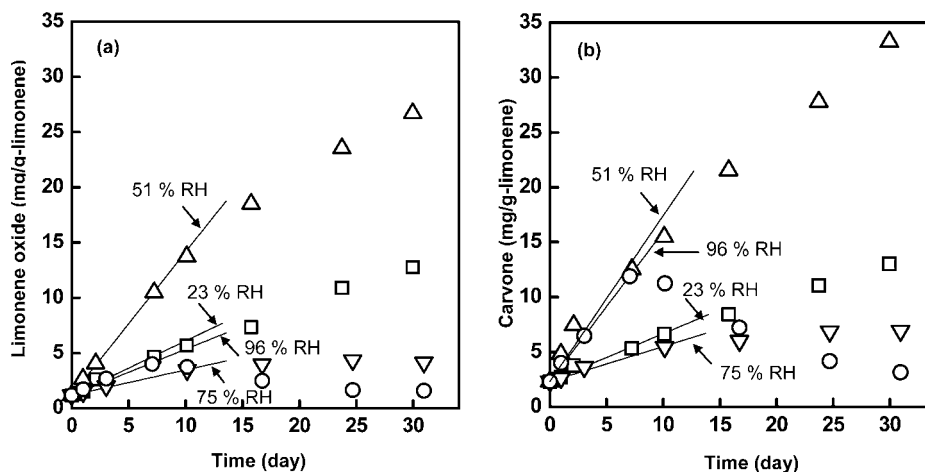 (a)
35
30
25
20
15
10
5
0
Limonene oxide (mg/g-limonene)
51 % RH
23 % RH
96 % RH
75 % RH
0 5 10 15 20 25 30
Time (day)
(b)
35
30
25
20
15
10
5
0
Carvone (mg/g-limonene)
51 % RH
96 % RH
23 % RH
75 % RH
0 5 10 15 20 25 30
Time (day)